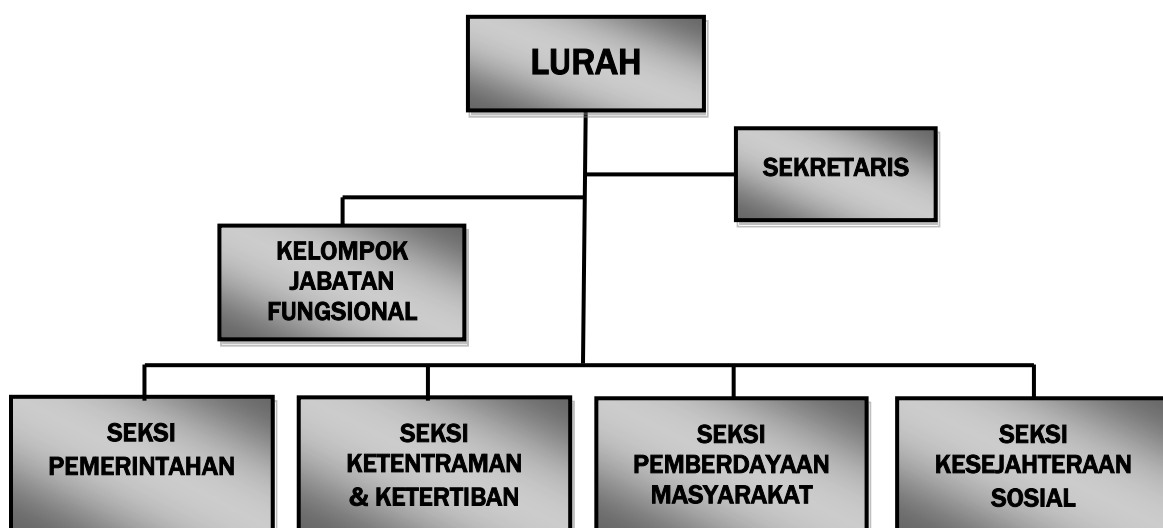 LURAH
SEKRETARIS
KELOMPOK
JABATAN
FUNGSIONAL
SEKSI
PEMERINTAHAN
SEKSI
KETENTRAMAN
& KETERTIBAN
SEKSI
PEMBERDAYAAN
MASYARAKAT
SEKSI
KESEJAHTERAAN
SOSIAL